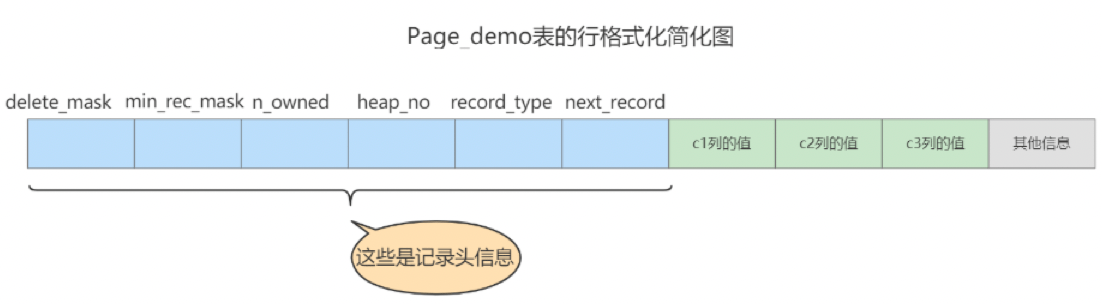 Page_demo表的行格式化简化图
delete_mask min_rec_mask n_owned heap_no record_type next_record
c1列的值 c2列的值 c3列的值 其他信息
这些是记录头信息